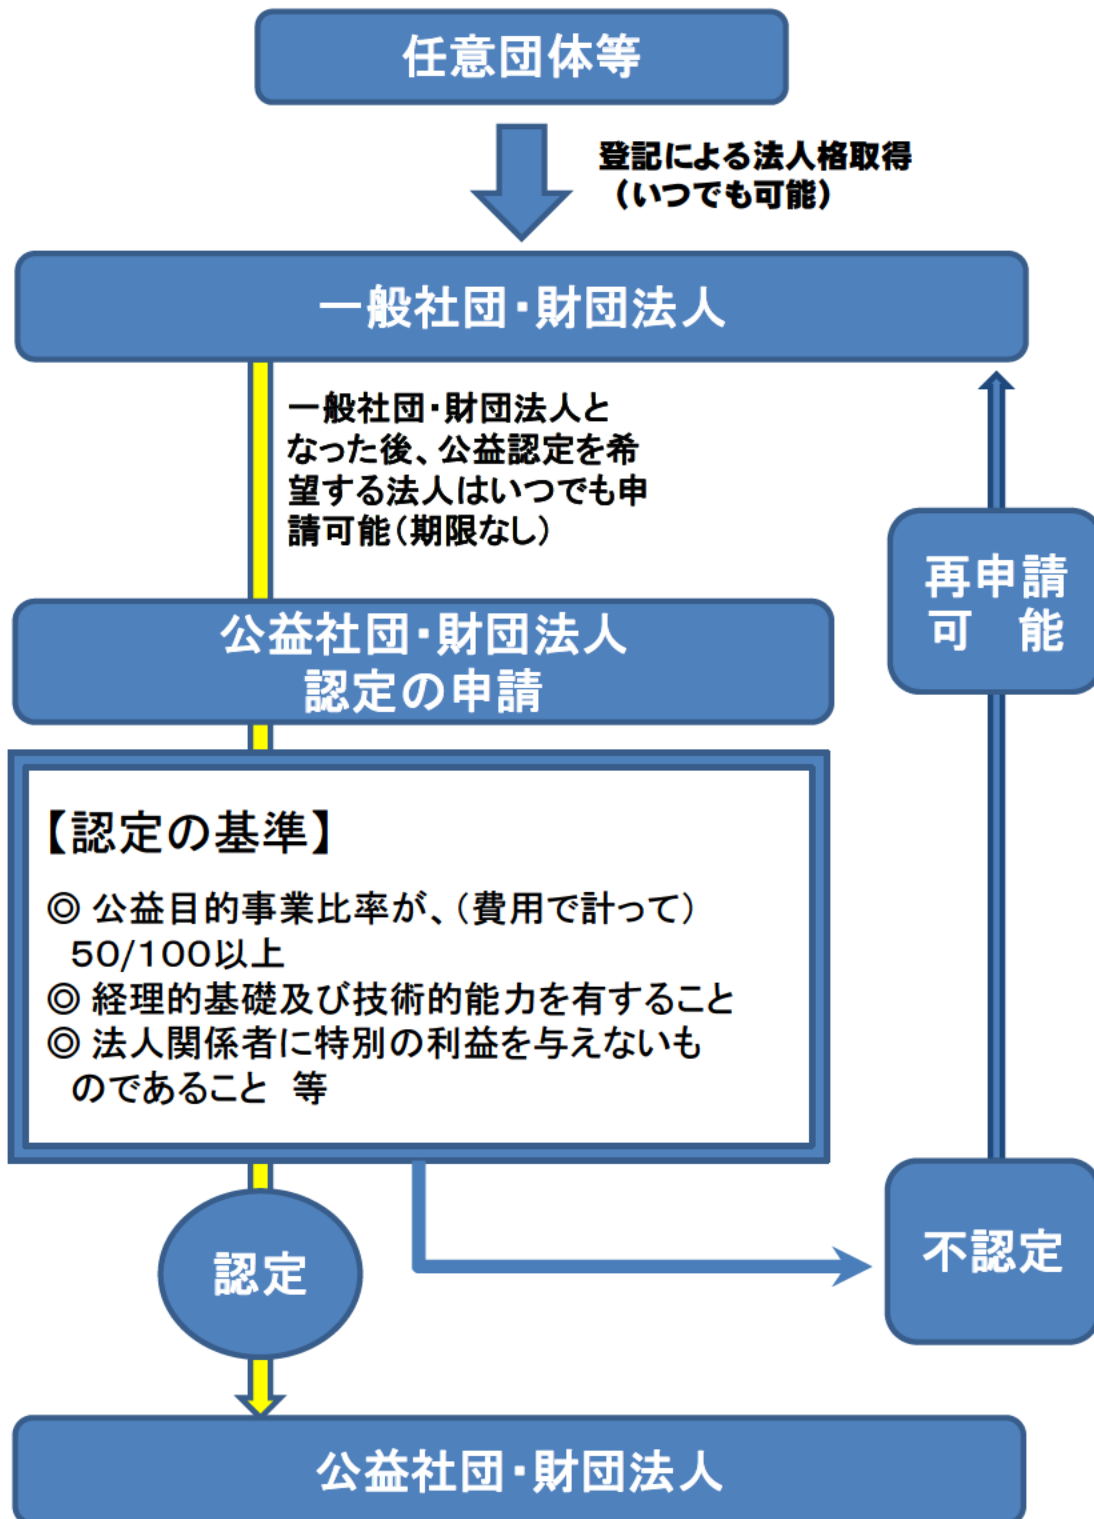 任意団体等
登記による法人格取得
（いつでも可能）
一般社団・財団法人
一般社団・財団法人と
なった後、公益認定を希
望する法人はいつでも申
請可能（期限なし）
再申請
可　能
公益社団・財団法人
認定の申請
【認定の基準】
◎ 公益目的事業比率が、（費用で計って）
50/100以上
◎ 経理的基礎及び技術的能力を有すること
◎ 法人関係者に特別の利益を与えないも
のであること　等
認定
不認定
公益社団・財団法人